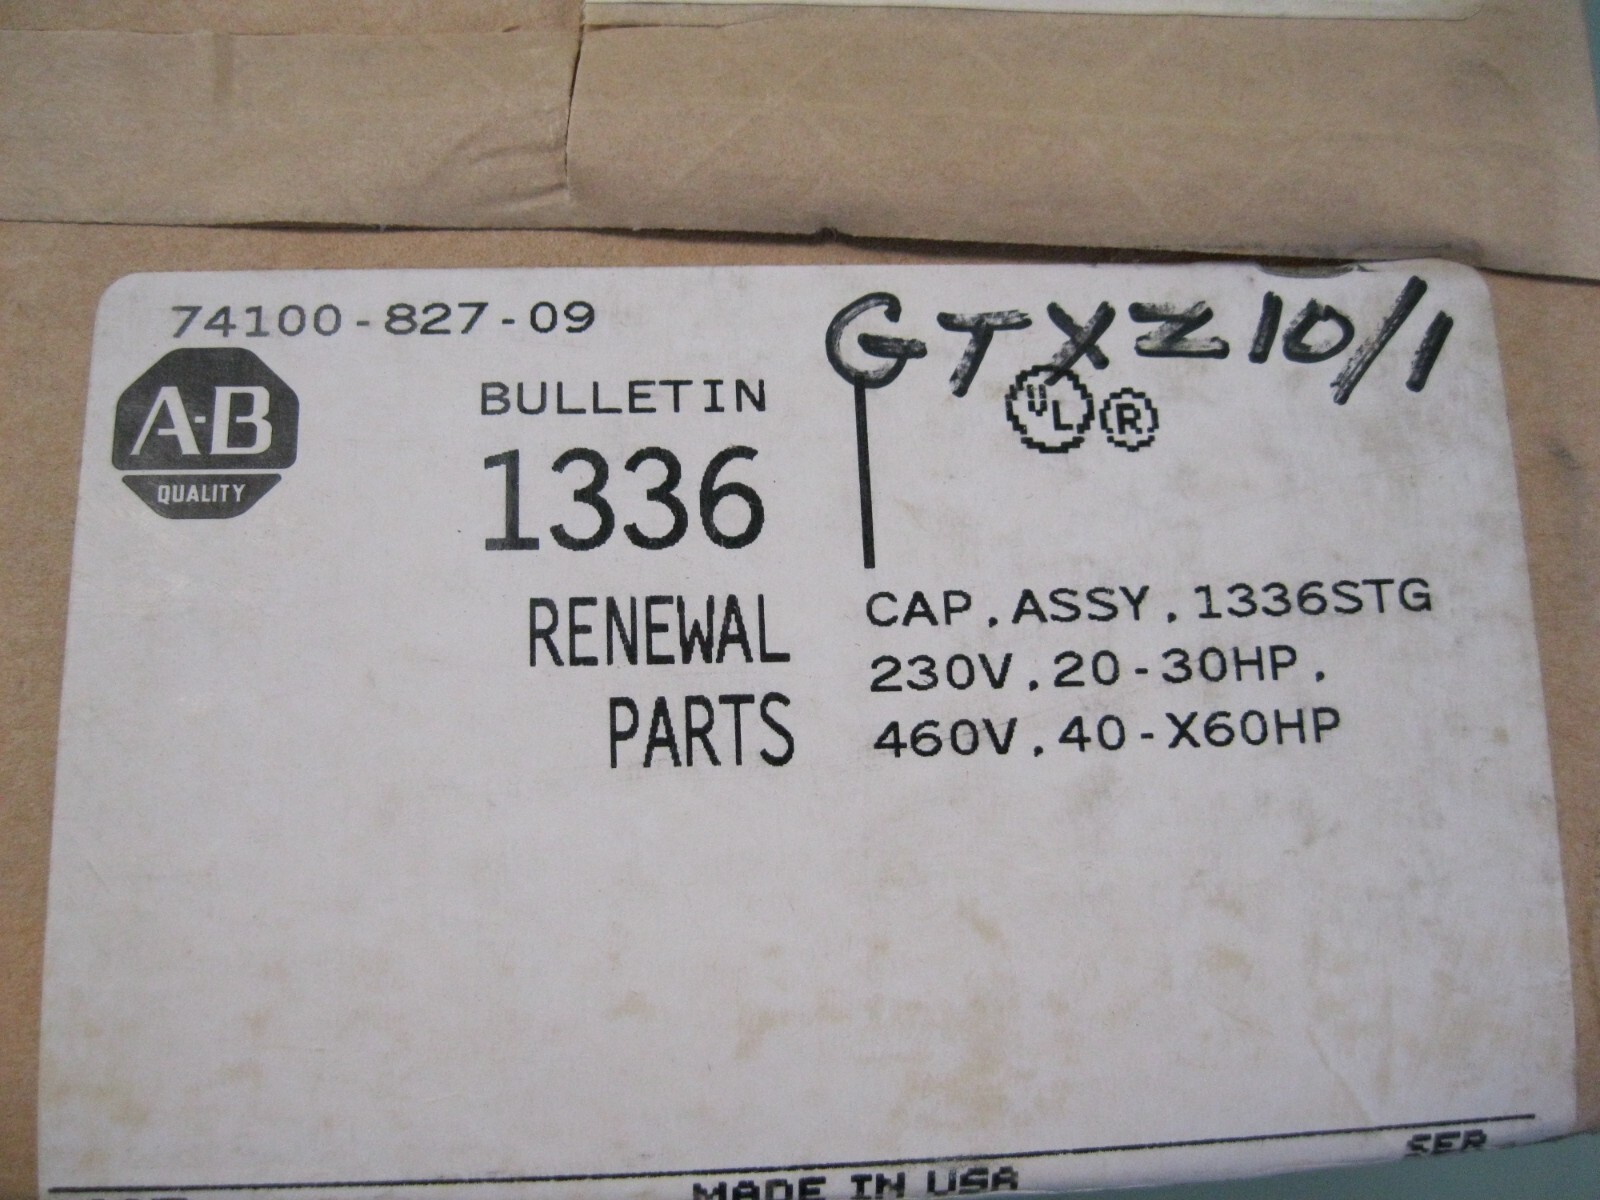 74100-827-09
GTXZ10/1
A-B
QUALITY
BULLETIN
1336
RENEWAL
PARTS
UL R
CAP,ASSY,1336STG
230V,20-30HP,
460V,40-X60HP
SER
MADE IN USA